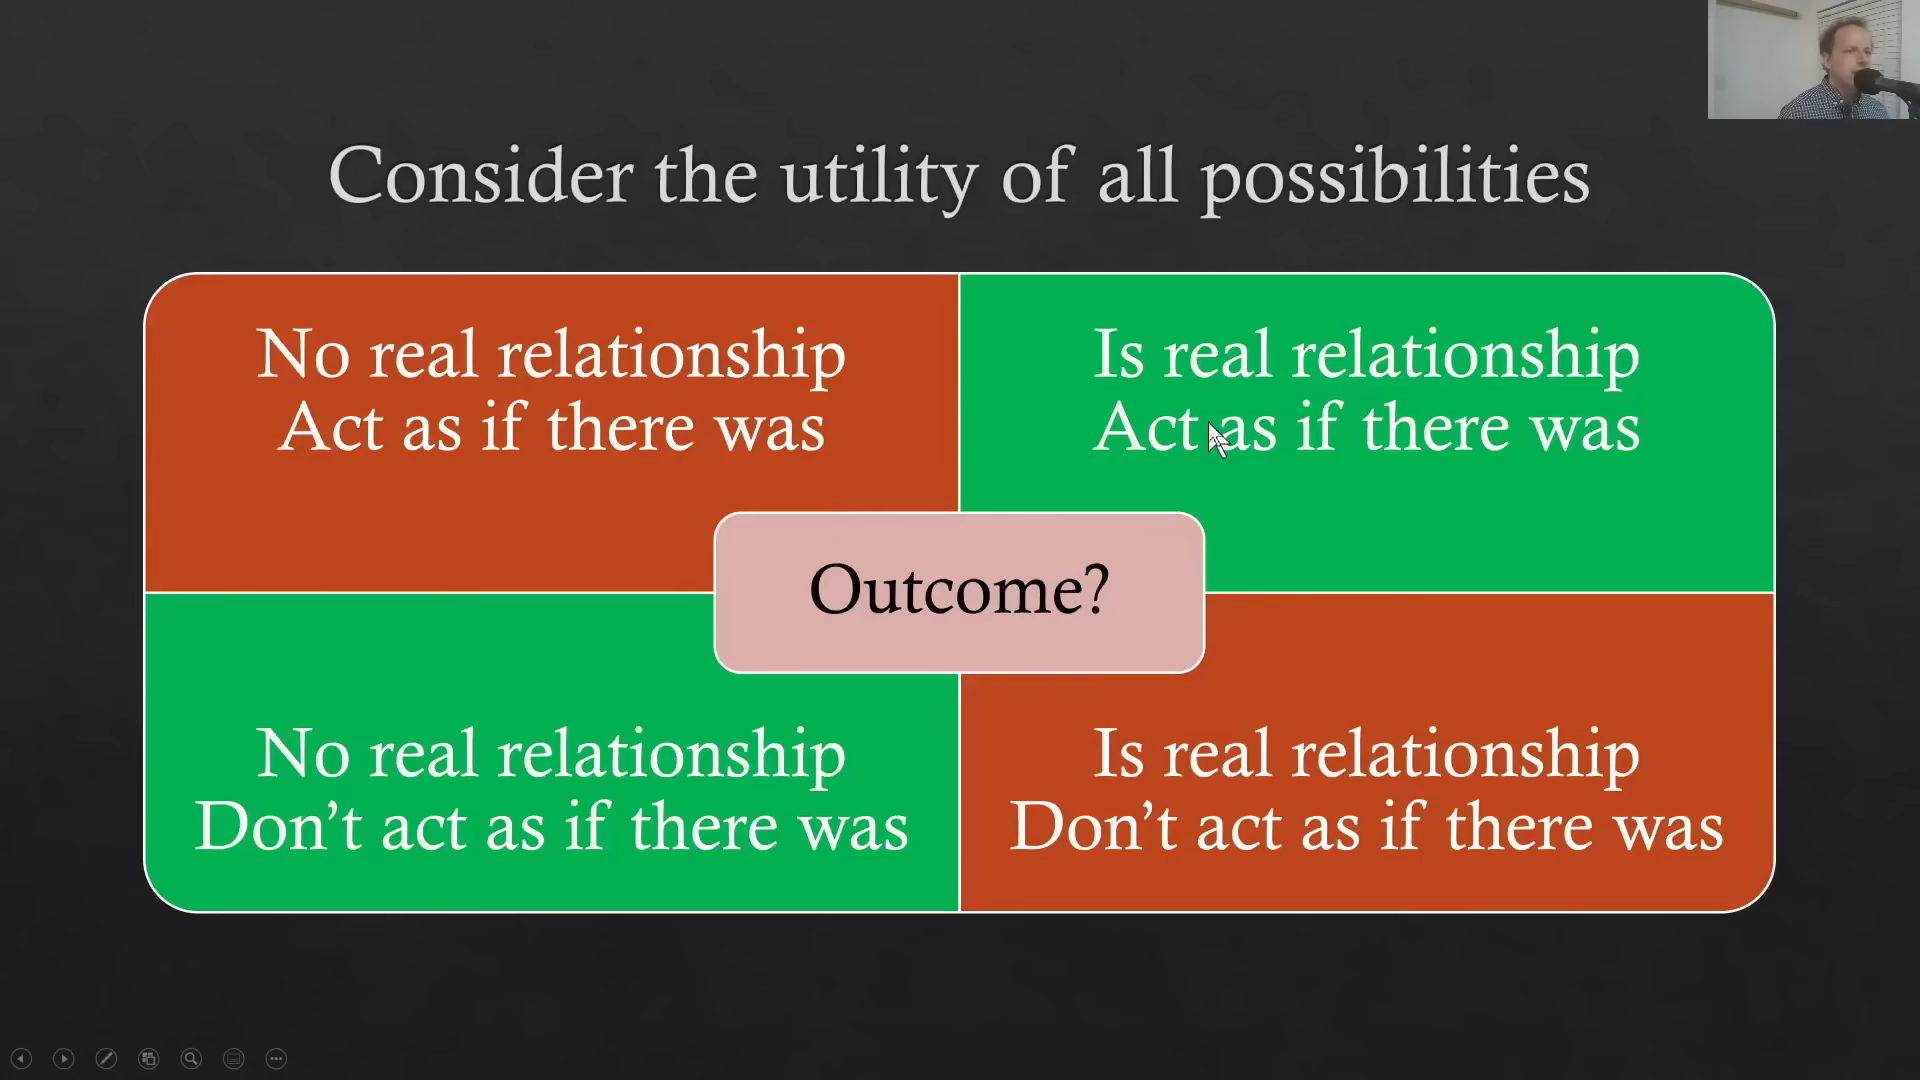 Consider the utility of all possibilities
No real relationship
Act as if there was
Is real relationship
Act as if there was
Outcome?
No real relationship
Don’t act as if there was
Is real relationship
Don’t act as if there was